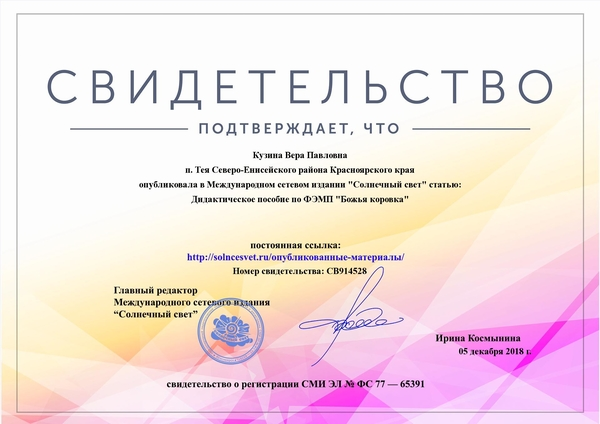 СВИДЕТЕЛЬСТВО
ПОДТВЕРЖДАЕТ, ЧТО
Кузина Вера Павловна
п. Тея Северо-Енисейского района Красноярского края
опубликовала в Международном сетевом издании "Солнечный свет" статью:
Дидактическое пособие по ФЭМП "Божья коровка"
постоянная ссылка:
http://solncesvet.ru/опубликованные-материалы/
Номер свидетельства: СВ914528
Главный редактор
Международного сетевого издания
“Солнечный свет”
Ирина Космынина
05 декабря 2018 г.
свидетельство о регистрации СМИ ЭЛ № ФС 77 — 65391